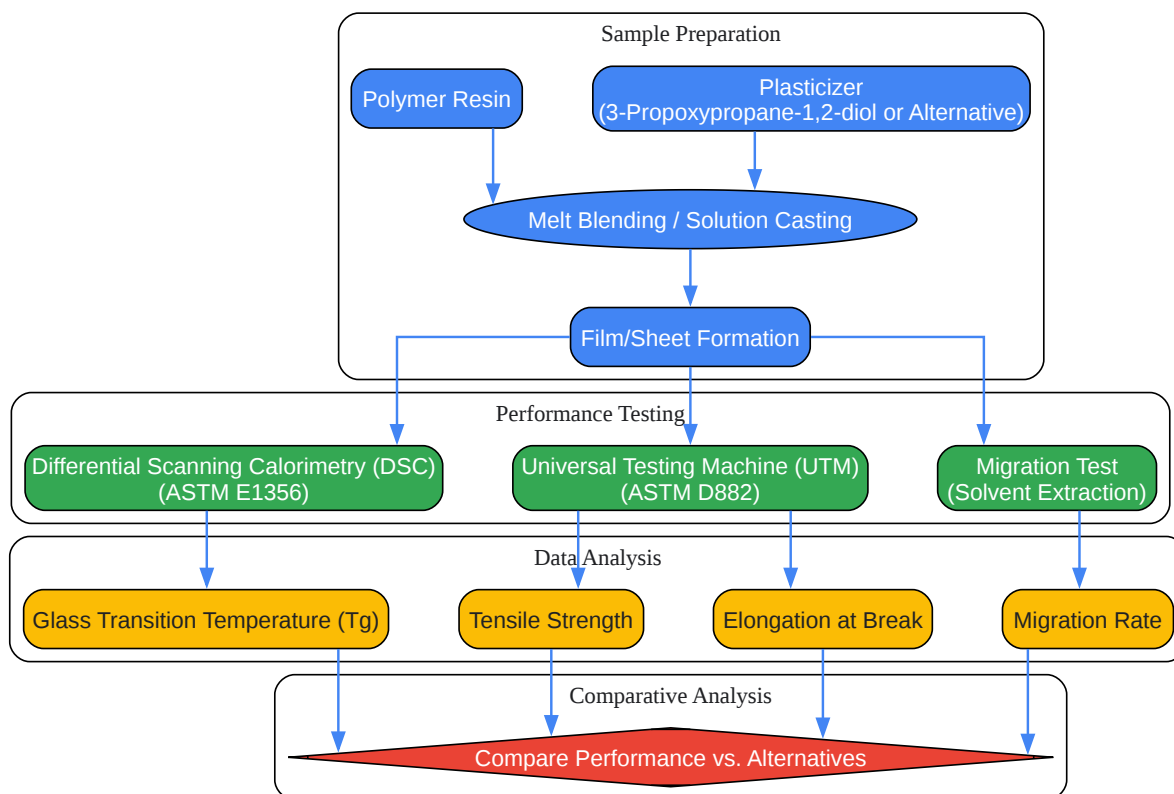 Sample Preparation
Polymer Resin
Plasticizer
(3-Propoxypropane-1,2-diol or Alternative)
Melt Blending / Solution Casting
Film/Sheet Formation
Performance Testing
Differential Scanning Calorimetry (DSC)
(ASTM E1356)
Universal Testing Machine (UTM)
(ASTM D882)
Migration Test
(Solvent Extraction)
Data Analysis
Glass Transition Temperature (Tg)
Tensile Strength
Elongation at Break
Migration Rate
Comparative Analysis
Compare Performance vs. Alternatives